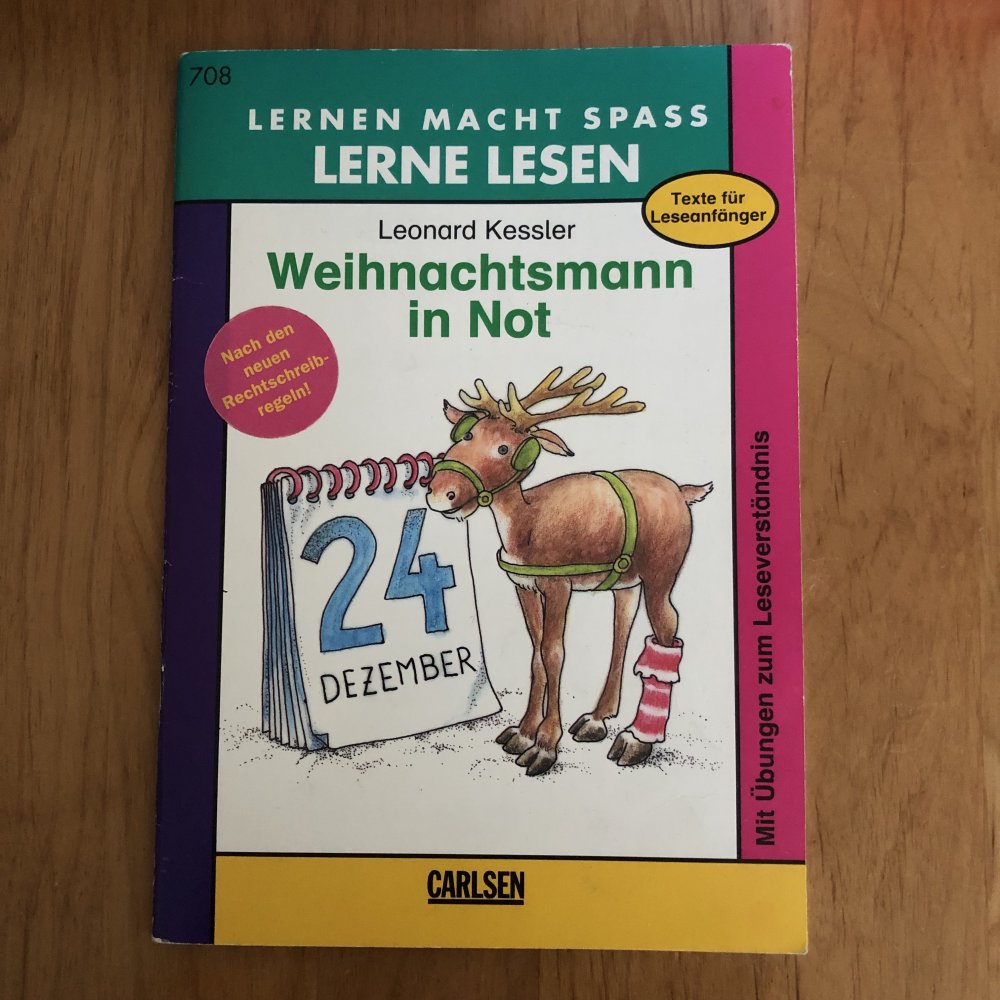 708
LERNEN MACHT SPASS
LERNE LESEN
Texte für
Leseanfänger
Leonard Kessler
Weihnachtsmann
in Not
Nach den
neuen
Rechtschreib-
regeln!
24
DEZEMBER
Mit Übungen zum Leseverständnis
CARLSEN